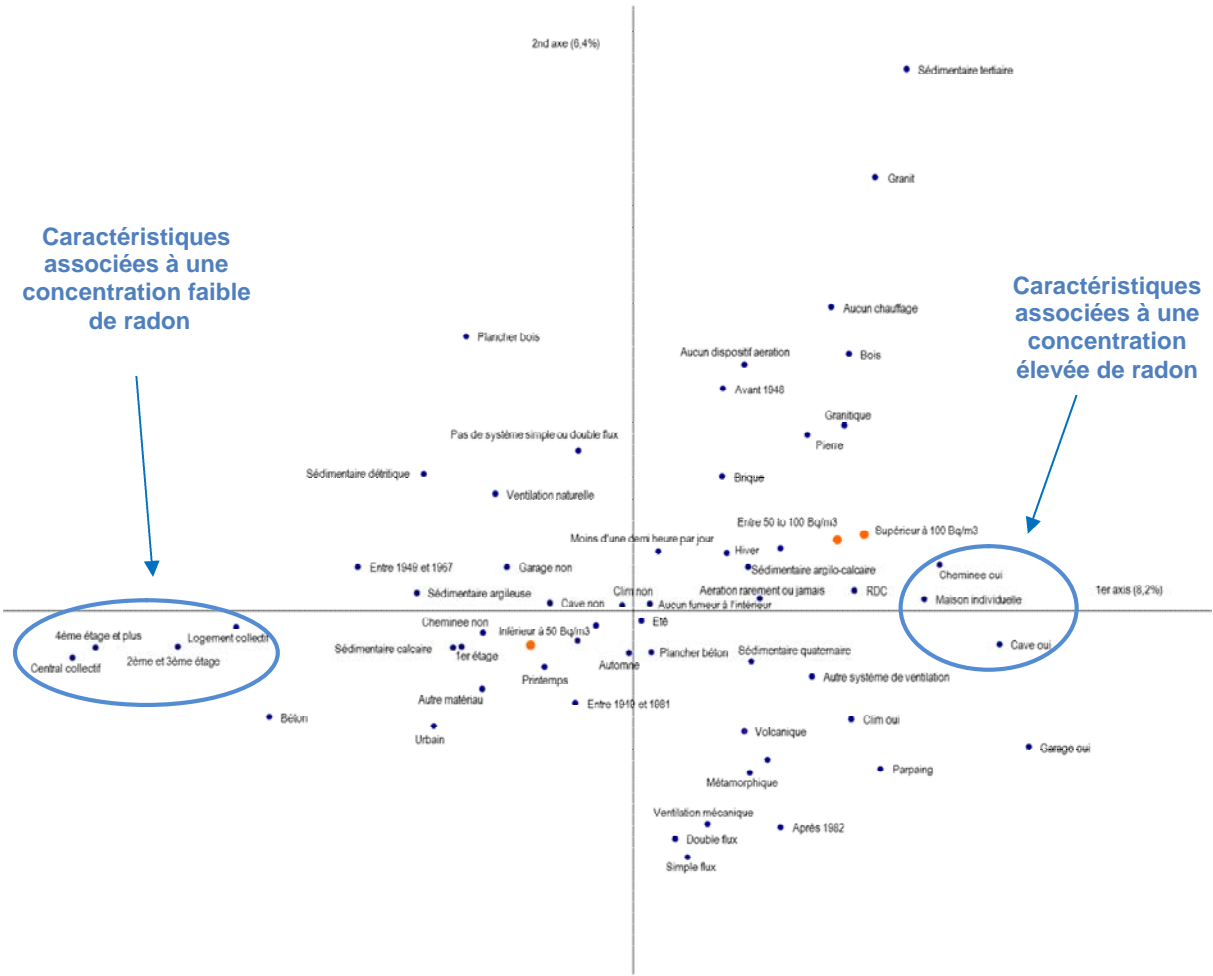 2nd axe (6,4%)
Sédimentaire tertiaire
Granit
Caractéristiques
associées à une
concentration faible
de radon
Caractéristiques
associées à une
concentration
élevée de radon
Aucun chauffage
Plancher bois
Aucun dispositif aeration
Bois
Avant 1948
Granitique
Pas de système simple ou double flux
Pierre
Sédimentaire détritique
Brique
Ventilation naturelle
Entre 50 to 100 Bq/m3
Supérieur à 100 Bq/m3
Moins d'une demi heure par jour
Hiver
Entre 1949 et 1967
Garage non
Sédimentaire argilo-calcaire
Cheminee oui
Sédimentaire argileuse
Clim non
Aeration rarement ou jamais
RDC
1er axis (8,2%)
Cave non
Aucun fumeur à l'intérieur
Maison individuelle
Cheminee non
Eté
4éme étage et plus
Logement collectif
Inférieur à 50 Bq/m3
Cave oui
Central collectif
2ème et 3ème étage
Sédimentaire calcaire
1er étage
Automne
Plancher béton
Sédimentaire quaternaire
Printemps
Autre système de ventilation
Autre matériau
Entre 1949 et 1981
Béton
Urbain
Clim oui
Volcanique
Garage oui
Métamorphique
Parpaing
Ventilation mécanique
Après 1982
Double flux
Simple flux